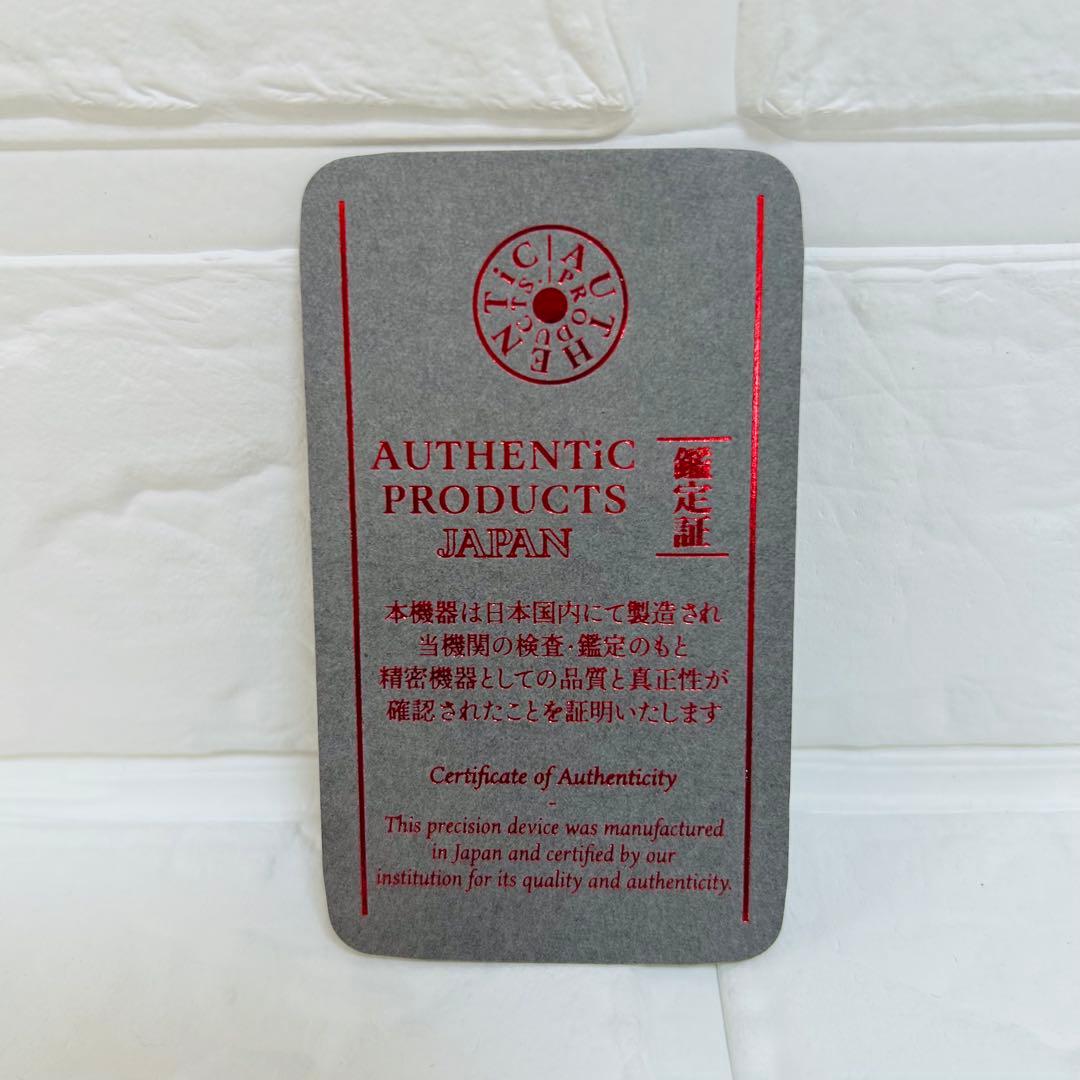 AUTHENTiC
PRODUCTS.
AUTHENTiC
PRODUCTS
JAPAN
鑑定証
本機器は日本国内にて製造され
当機関の検査・鑑定のもと
精密機器としての品質と真正性が
確認されたことを証明いたします
Certificate of Authenticity
-
This precision device was manufactured
in Japan and certified by our
institution for its quality and authenticity.